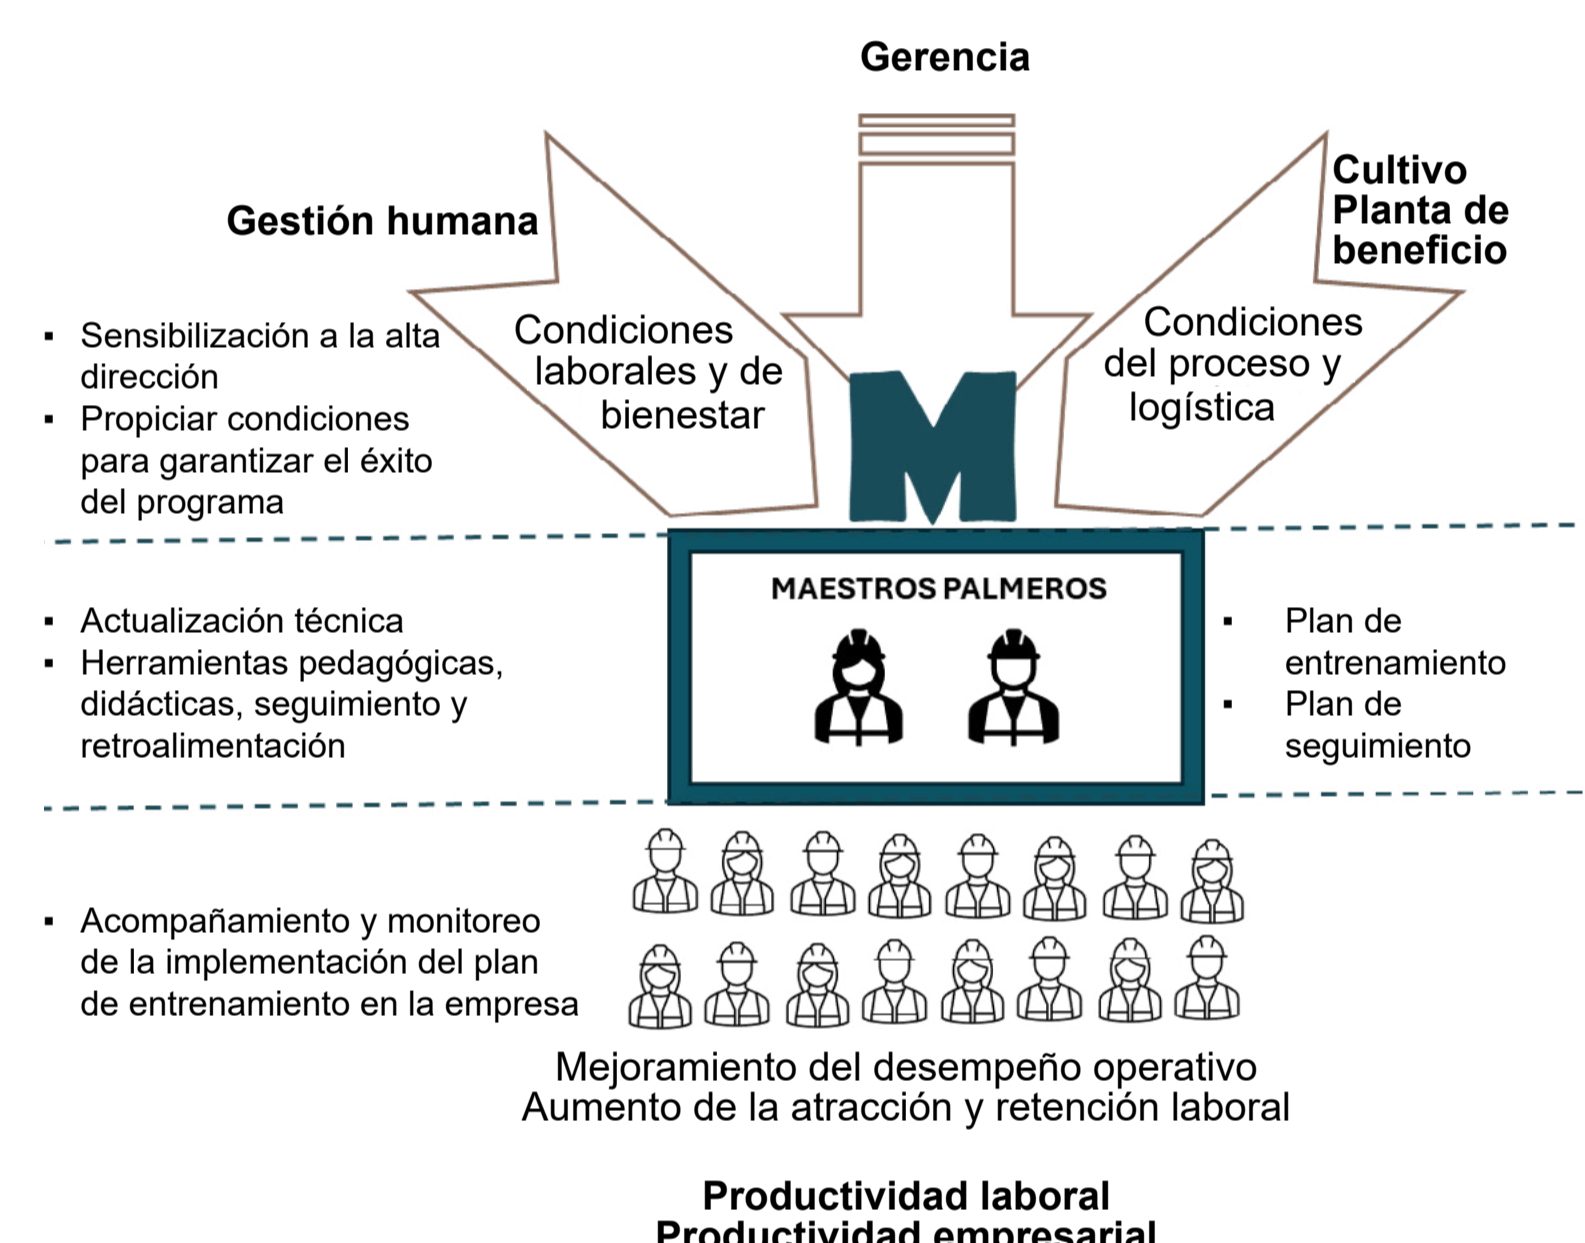 Gerencia
Gestión humana
Cultivo
Planta de
beneficio
▪ Sensibilización a la alta
dirección
▪ Propiciar condiciones
para garantizar el éxito
del programa
Condiciones
laborales y de
bienestar
Condiciones
del proceso y
logística
M
MAESTROS PALMEROS
▪ Actualización técnica
▪ Herramientas pedagógicas,
didácticas, seguimiento y
retroalimentación
▪ Plan de
entrenamiento
▪ Plan de
seguimiento
▪ Acompañamiento y monitoreo
de la implementación del plan
de entrenamiento en la empresa
Mejoramiento del desempeño operativo
Aumento de la atracción y retención laboral
Productividad laboral
Productividad empresarial